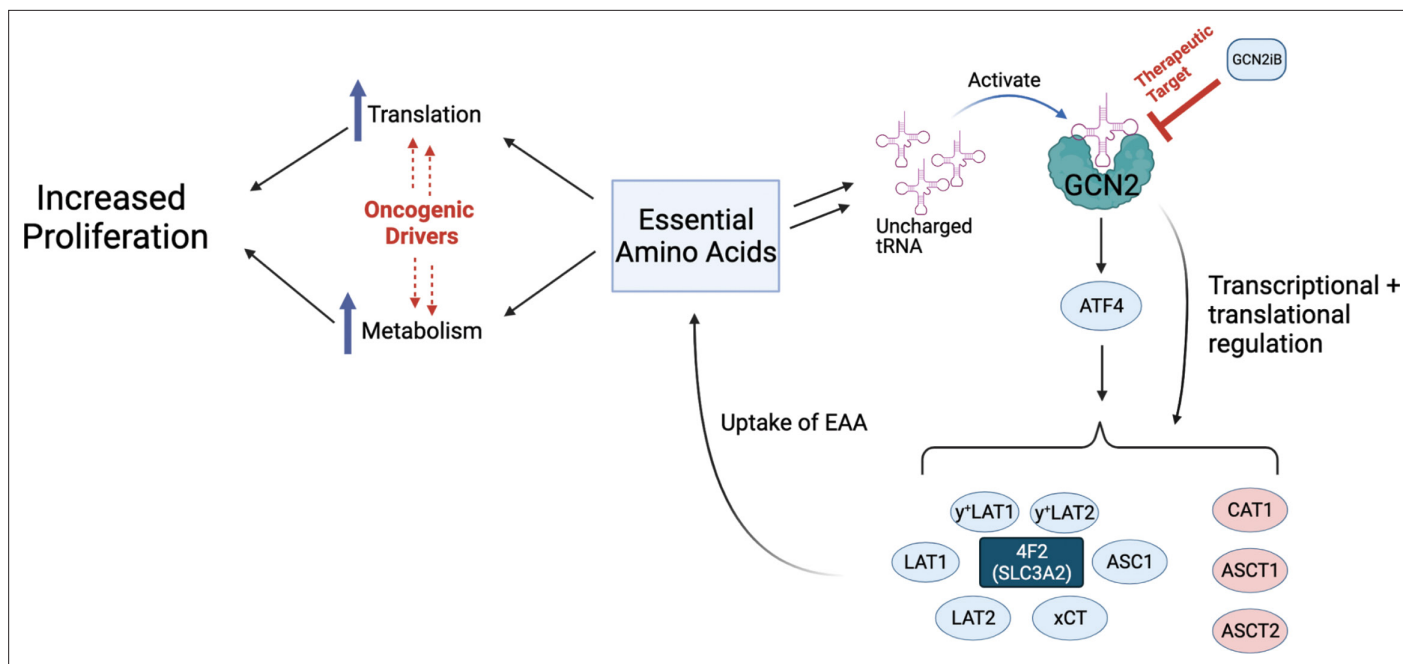 Increased
Proliferation
Translation
Oncogenic
Drivers
Metabolism
Essential
Amino Acids
Uncharged
tRNA
Activate
Therapeutic
Target
GCN2iB
GCN2
ATF4
Transcriptional +
translational
regulation
Uptake of EAA
y⁺LAT1
y⁺LAT2
LAT1
4F2
(SLC3A2)
ASC1
LAT2
xCT
CAT1
ASCT1
ASCT2